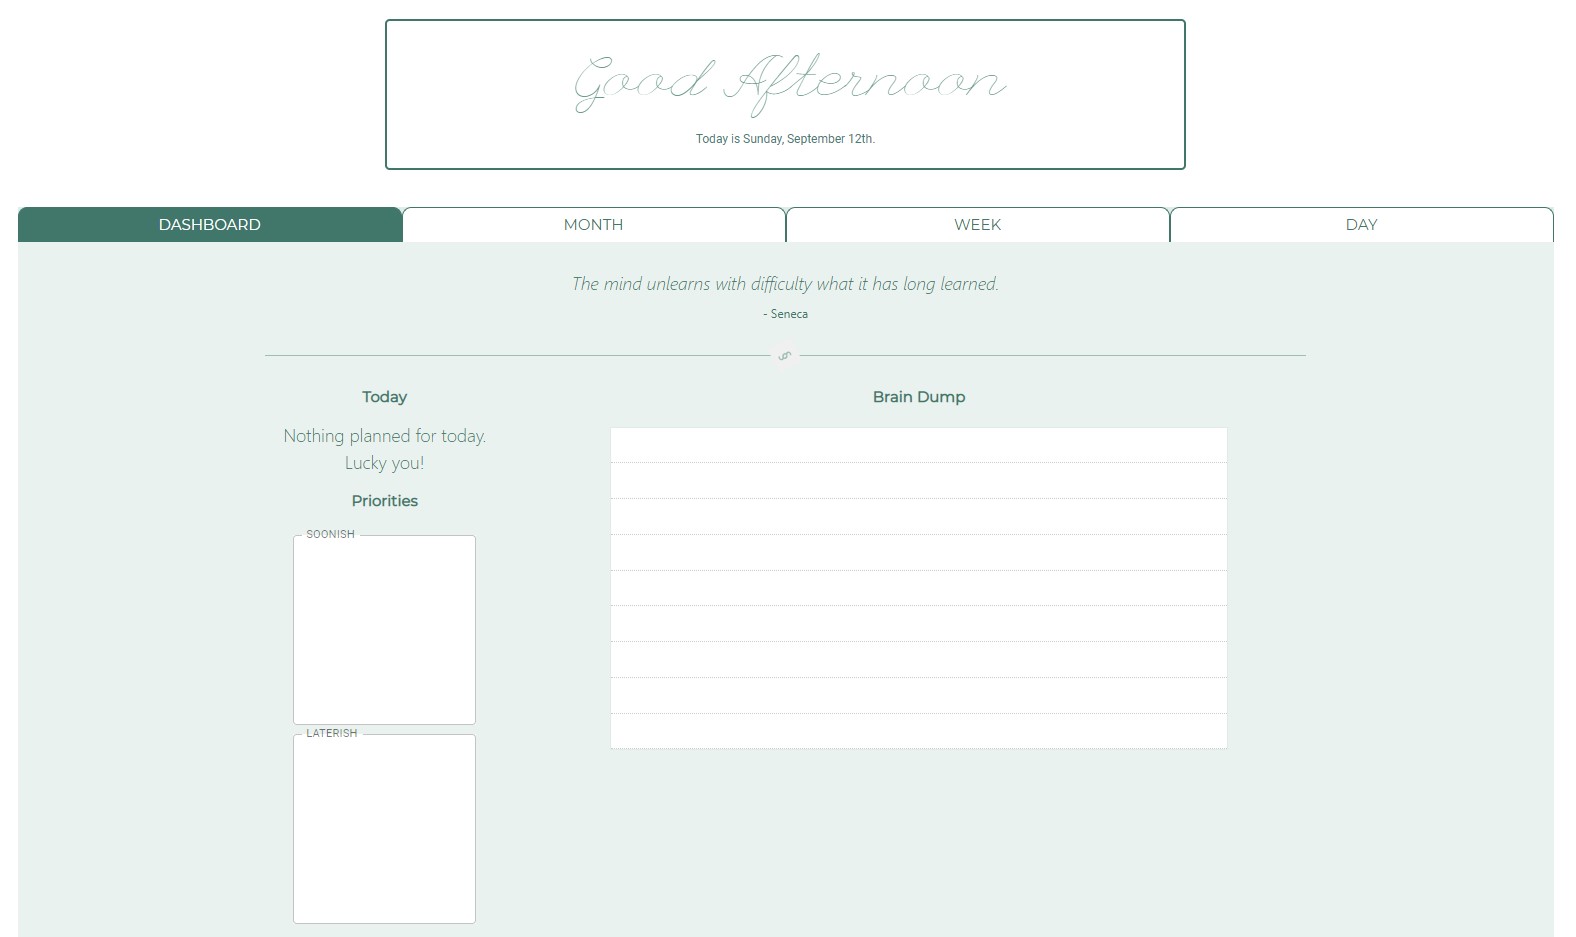 Good Afternoon
Today is Sunday, September 12th.
DASHBOARD
MONTH
WEEK
DAY
The mind unlearns with difficulty what it has long learned.
- Seneca
Today
Nothing planned for today.
Lucky you!
Priorities
SOONISH
LATERISH
Brain Dump